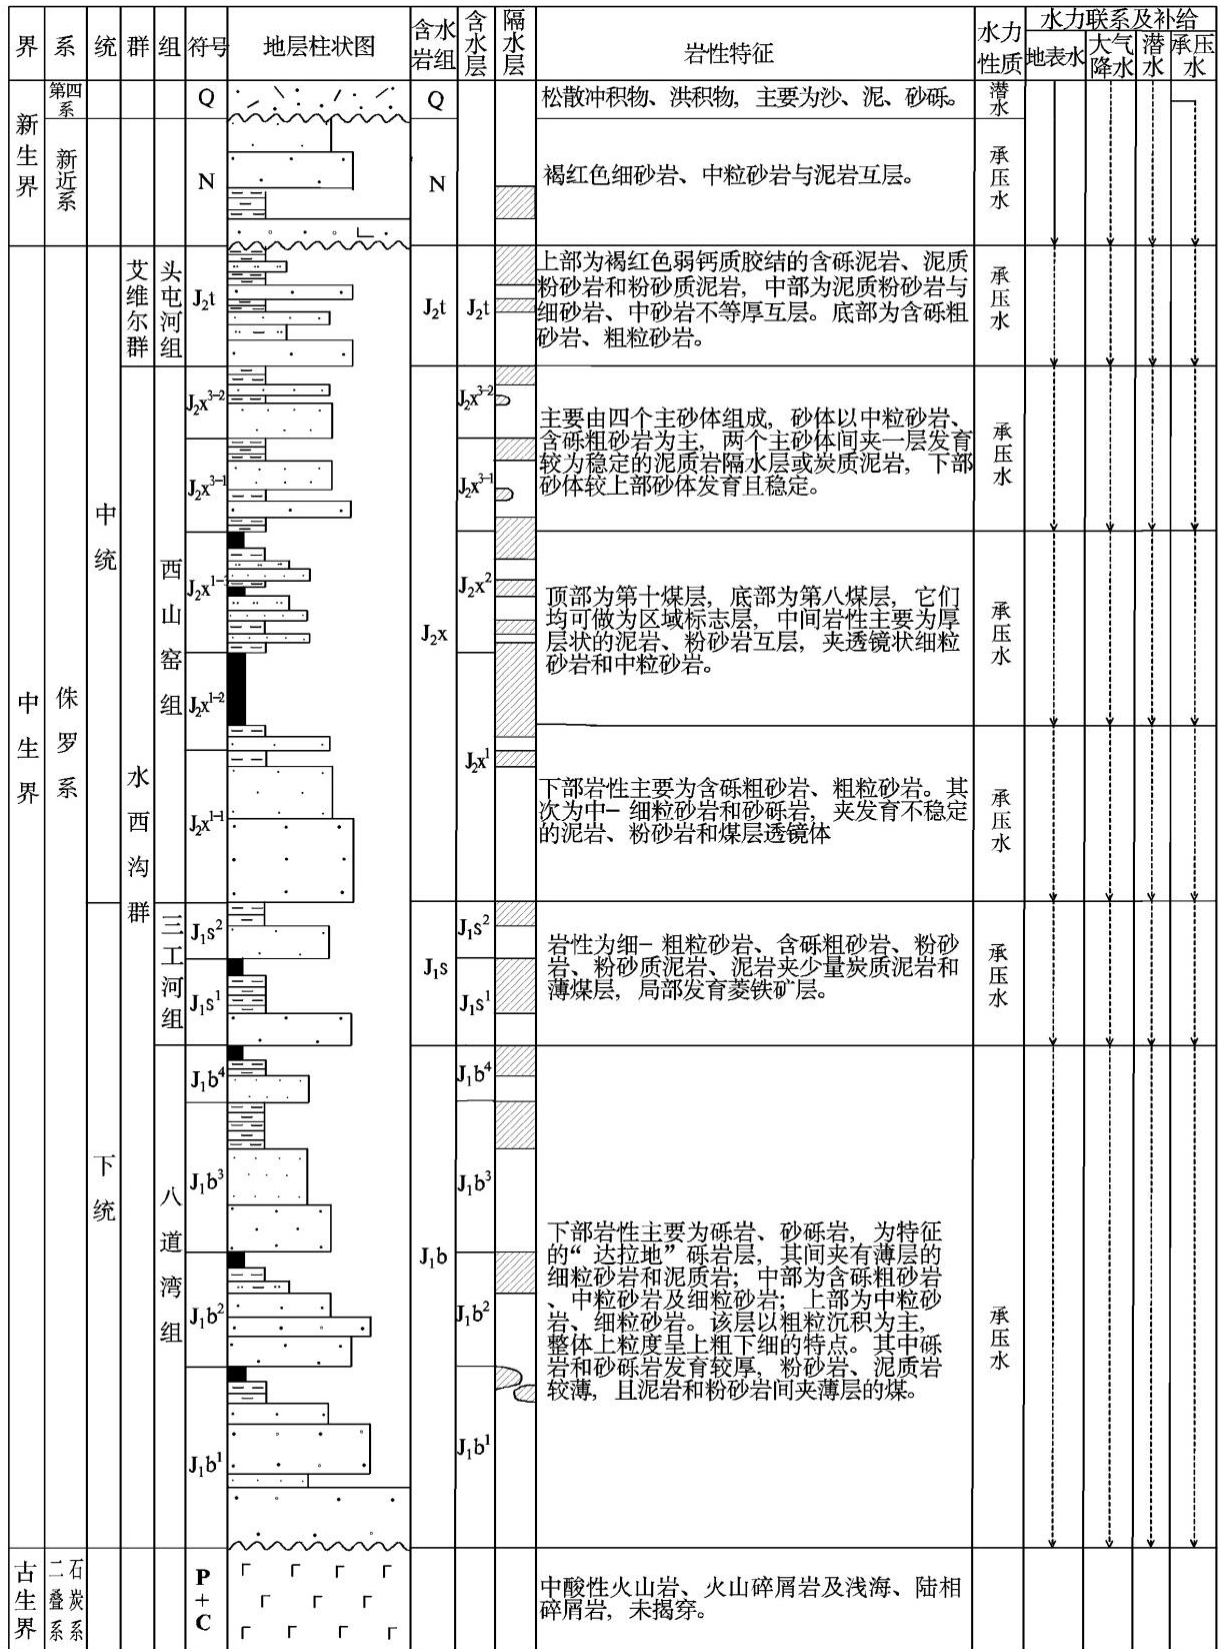 界 系 统 群 组 符号 地层柱状图 含水岩组 含水层 隔水层 岩性特征 水力性质 水力联系及补给
地表水 大气降水 潜水 承压水
新生界
第四系
Q
Q
松散冲积物、洪积物，主要为沙、泥、砂砾。
潜水
新近系
N
N
褐红色细砂岩、中粒砂岩与泥岩互层。
承压水
中生界
侏罗系
中统
艾维尔群
头屯河组
J₂t
J₂t
J₂t
上部为褐红色弱钙质胶结的含砾泥岩、泥质
粉砂岩和粉砂质泥岩，中部为泥质粉砂岩与
细砂岩、中砂岩不等厚互层。底部为含砾粗
砂岩、粗粒砂岩。
承压水
水西沟群
西山窑组
J₂x³⁻²
J₂x³⁻¹
J₂x¹⁻
J₂x¹⁻²
J₂x¹⁻¹
J₂x
J₂x³⁻²
J₂x³⁻¹
J₂x²
J₂x¹
主要由四个主砂体组成，砂体以中粒砂岩、
含砾粗砂岩为主，两个主砂体间夹一层发育
较为稳定的泥质岩隔水层或炭质泥岩，下部
砂体较上部砂体发育且稳定。
承压水
顶部为第十煤层，底部为第八煤层，它们
均可做为区域标志层，中间岩性主要为厚
层状的泥岩、粉砂岩互层，夹透镜状细粒
砂岩和中粒砂岩。
承压水
下部岩性主要为含砾粗砂岩、粗粒砂岩。其
次为中-细粒砂岩和砂砾岩，夹发育不稳定
的泥岩、粉砂岩和煤层透镜体
承压水
下统
三工河组
J₁s²
J₁s¹
J₁s
J₁s²
J₁s¹
岩性为细-粗粒砂岩、含砾粗砂岩、粉砂
岩、粉砂质泥岩、泥岩夹少量炭质泥岩和
薄煤层，局部发育菱铁矿层。
承压水
八道湾组
J₁b⁴
J₁b³
J₁b²
J₁b¹
J₁b
J₁b⁴
J₁b³
J₁b²
J₁b¹
下部岩性主要为砾岩、砂砾岩，为特征
的“达拉地”砾岩层，其间夹有薄层的
细粒砂岩和泥质岩；中部为含砾粗砂岩
、中粒砂岩及细粒砂岩；上部为中粒砂
岩、细粒砂岩。该层以粗粒沉积为主，
整体上粒度呈上粗下细的特点。其中砾
岩和砂砾岩发育较厚，粉砂岩、泥质岩
较薄，且泥岩和粉砂岩间夹薄层的煤。
承压水
古生界
二叠系 石炭系
P+C
中酸性火山岩、火山碎屑岩及浅海、陆相
碎屑岩，未揭穿。